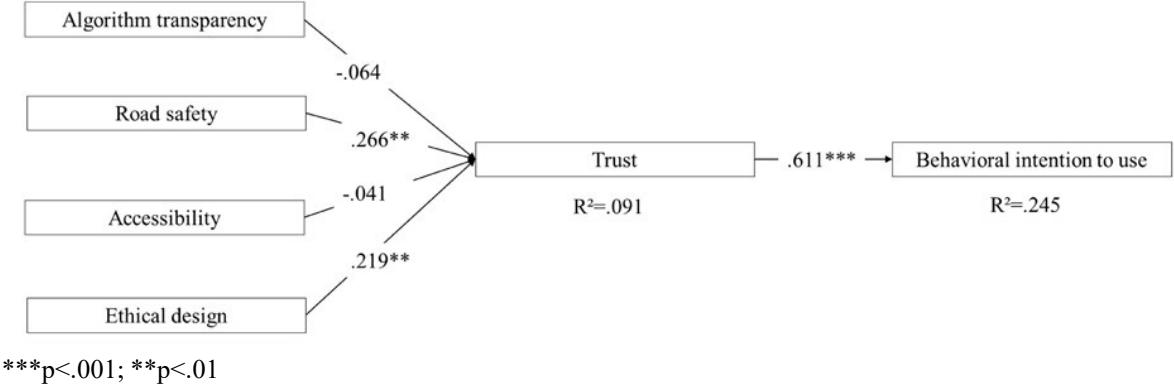 Algorithm transparency
-.064
Road safety
.266**
Trust
.611***
Behavioral intention to use
-.041
R²=.091
R²=.245
Accessibility
.219**
Ethical design
***p<.001; **p<.01